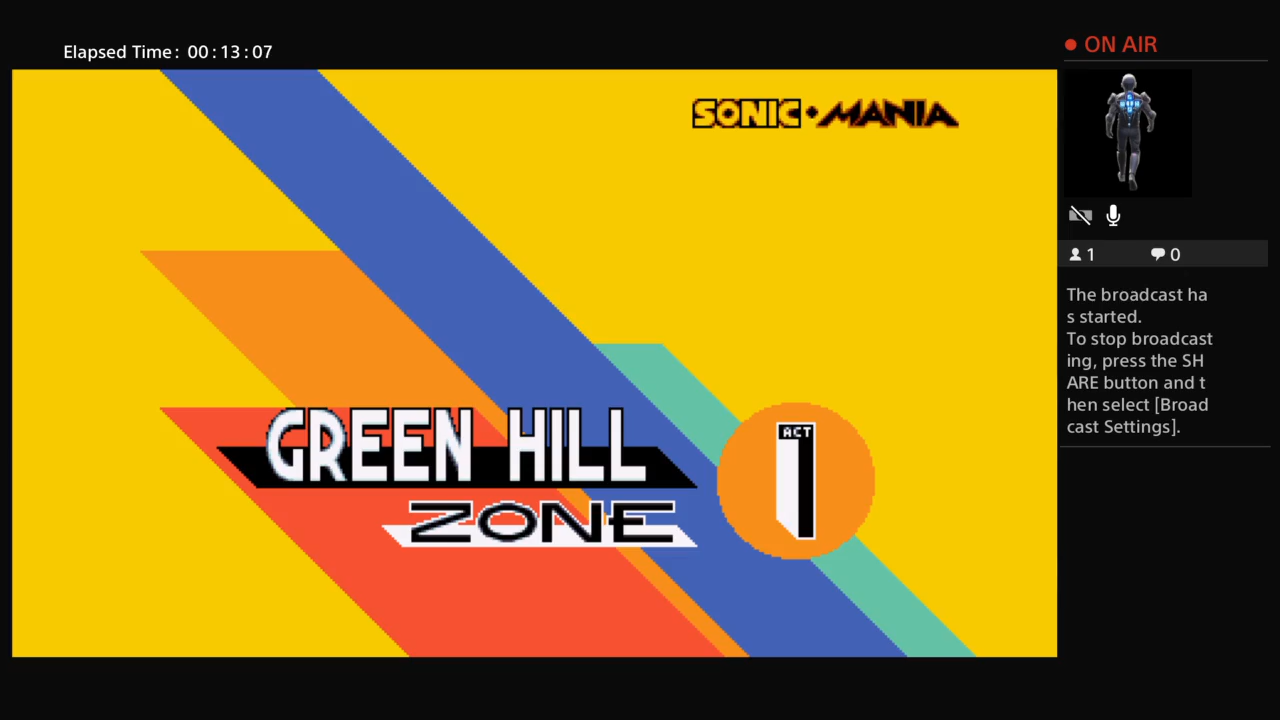 Elapsed Time: 00:13:07
ON AIR
SONIC MANIA
1
0
The broadcast ha
s started.
To stop broadcast
ing, press the SH
ARE button and t
hen select [Broad
cast Settings].
GREEN HILL
ZONE
ACT
1